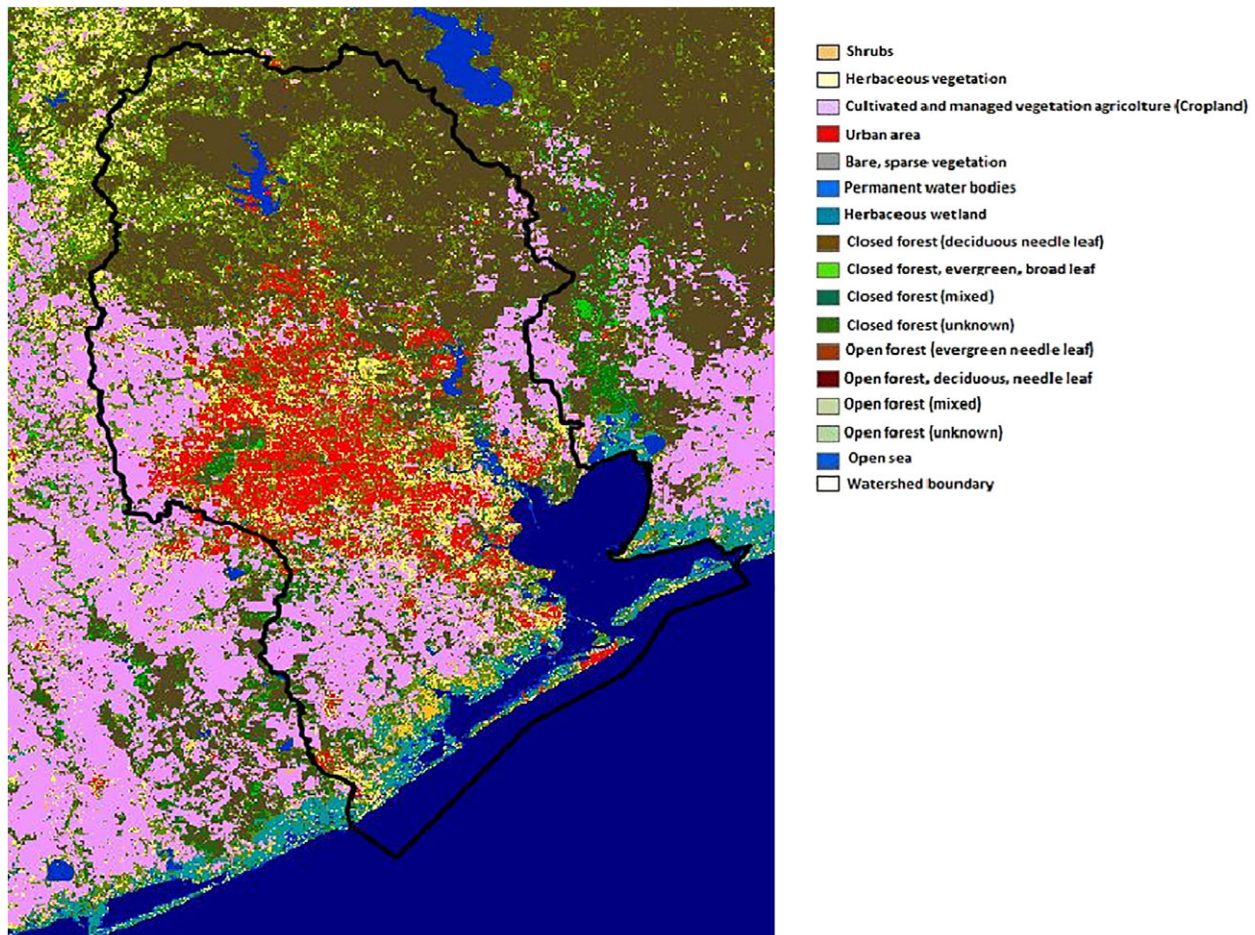 Shrubs
Herbaceous vegetation
Cultivated and managed vegetation agricolture (Cropland)
Urban area
Bare, sparse vegetation
Permanent water bodies
Herbaceous wetland
Closed forest (deciduous needle leaf)
Closed forest, evergreen, broad leaf
Closed forest (mixed)
Closed forest (unknown)
Open forest (evergreen needle leaf)
Open forest, deciduous, needle leaf
Open forest (mixed)
Open forest (unknown)
Open sea
Watershed boundary